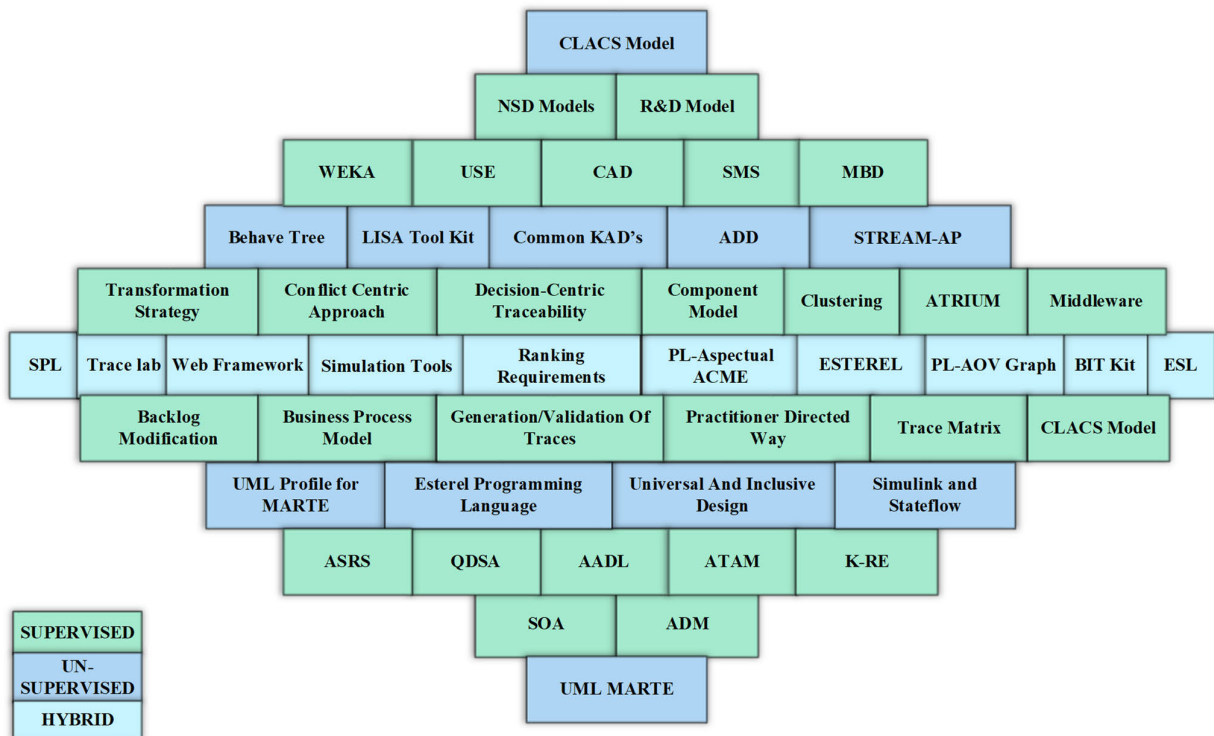 CLACS Model
NSD Models
R&D Model
WEKA
USE
CAD
SMS
MBD
Behave Tree
LISA Tool Kit
Common KAD's
ADD
STREAM-AP
Transformation
Strategy
Conflict Centric
Approach
Decision-Centric
Traceability
Component
Model
Clustering
ATRIUM
Middleware
SPL
Trace lab
Web Framework
Simulation Tools
Ranking
Requirements
PL-Aspectual
ACME
ESTEREL
PL-AOV Graph
BIT Kit
ESL
Backlog
Modification
Business Process
Model
Generation/Validation Of
Traces
Practitioner Directed
Way
Trace Matrix
CLACS Model
UML Profile for
MARTE
Esterel Programming
Language
Universal And Inclusive
Design
Simulink and
Stateflow
ASRS
QDSA
AADL
ATAM
K-RE
SOA
ADM
UML MARTE
SUPERVISED
UN-
SUPERVISED
HYBRID